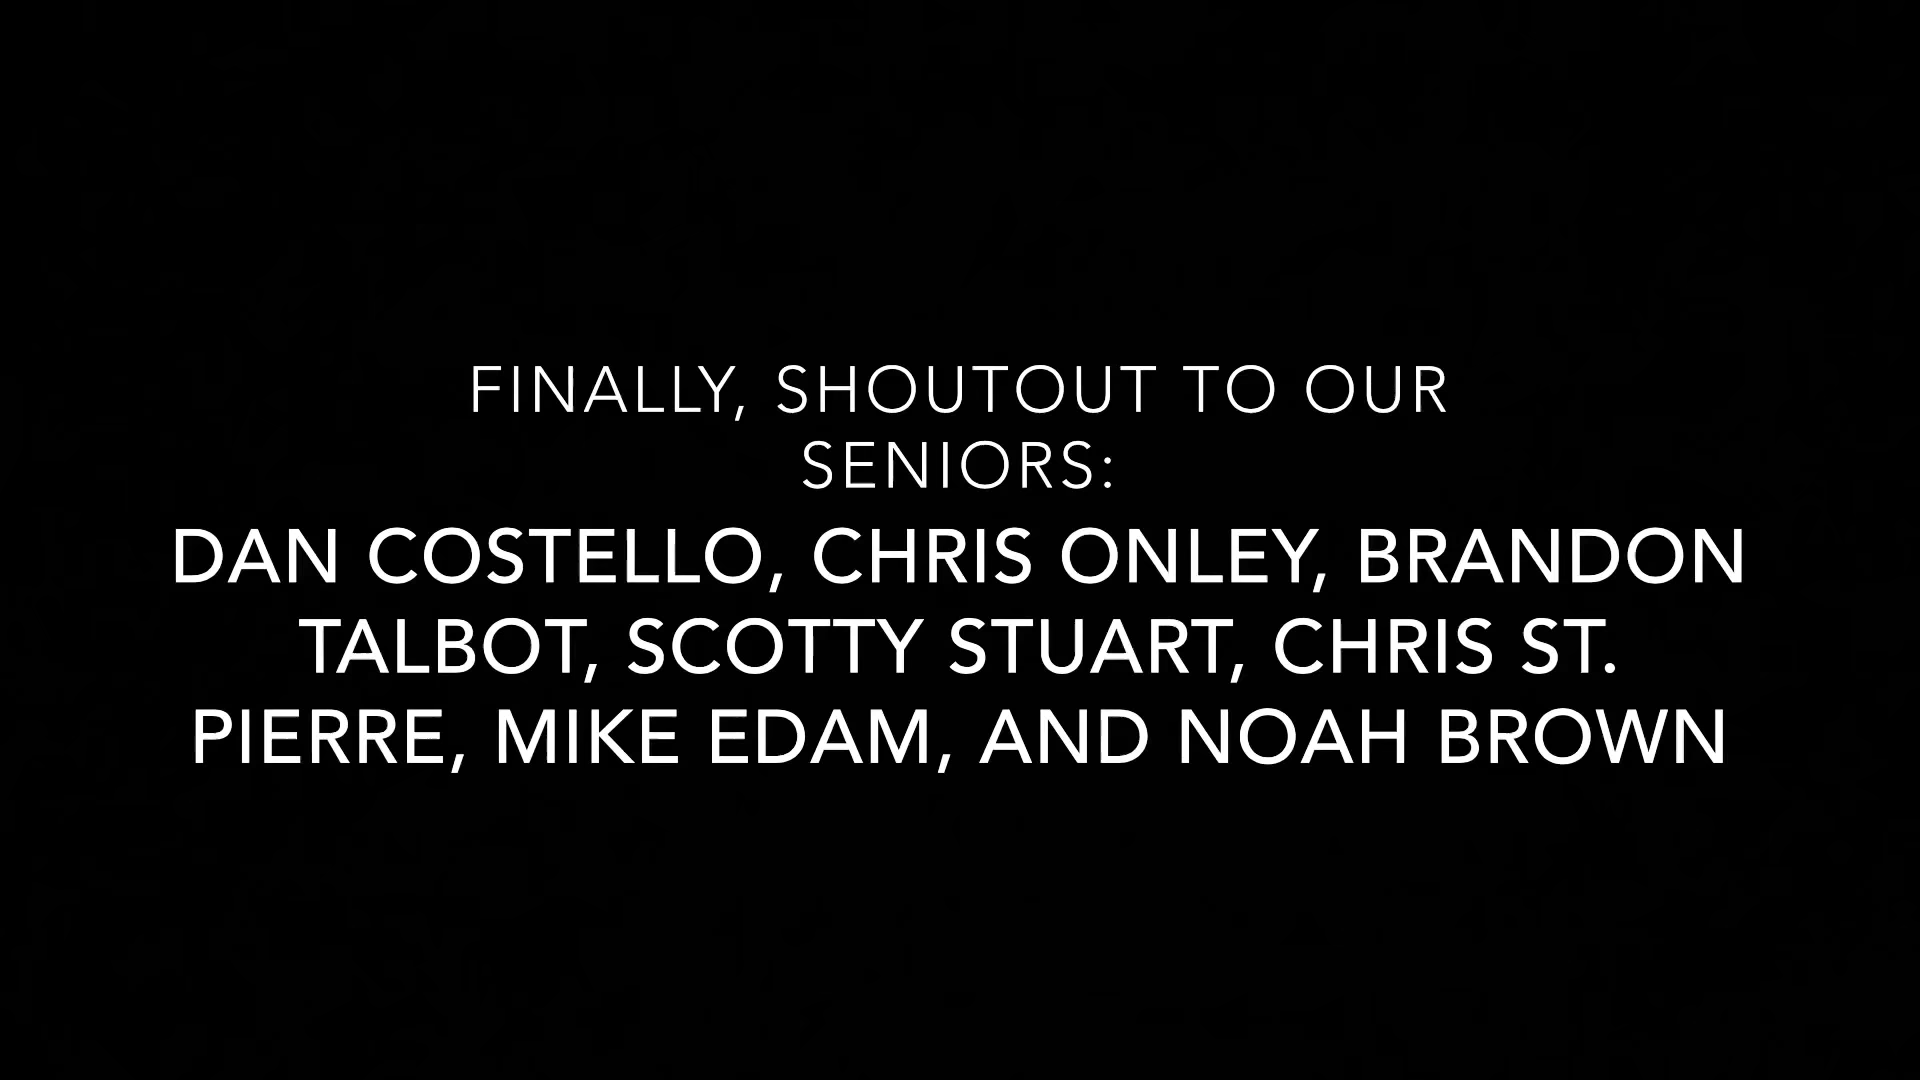 FINALLY, SHOUTOUT TO OUR
SENIORS:
DAN COSTELLO, CHRIS ONLEY, BRANDON
TALBOT, SCOTTY STUART, CHRIS ST.
PIERRE, MIKE EDAM, AND NOAH BROWN